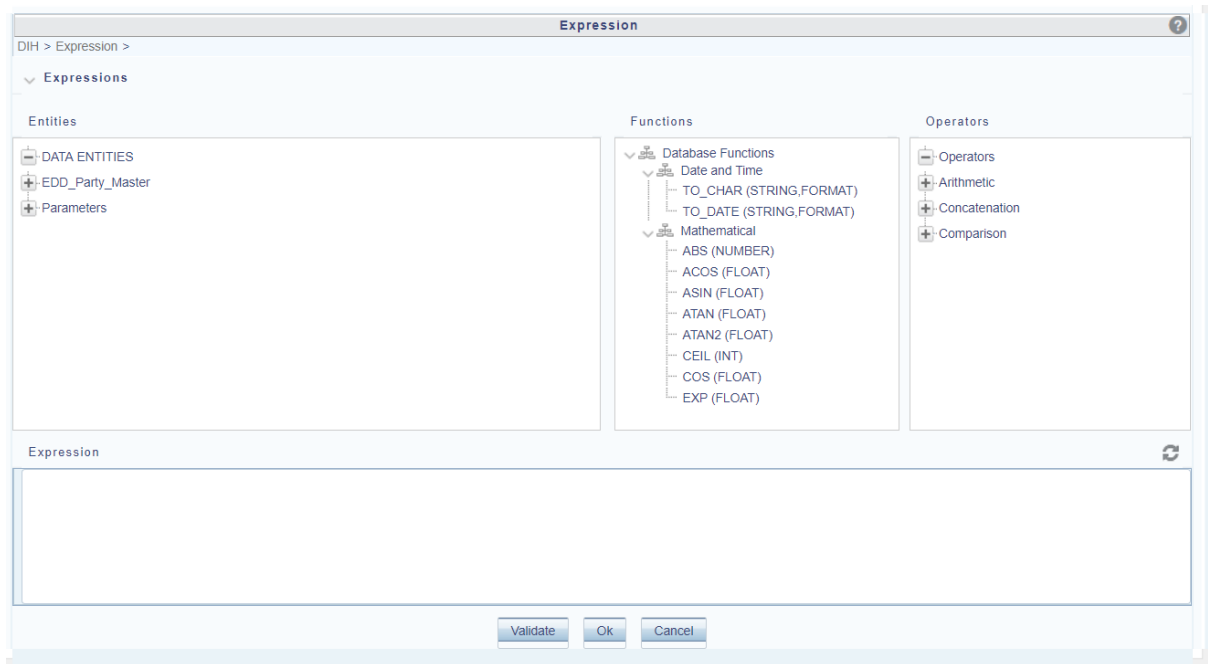 Expression
?
DIH > Expression >
Expressions
Entities
DATA ENTITIES
EDD_Party_Master
Parameters
Functions
Database Functions
Date and Time
TO_CHAR (STRING,FORMAT)
TO_DATE (STRING,FORMAT)
Mathematical
ABS (NUMBER)
ACOS (FLOAT)
ASIN (FLOAT)
ATAN (FLOAT)
ATAN2 (FLOAT)
CEIL (INT)
COS (FLOAT)
EXP (FLOAT)
Operators
Operators
Arithmetic
Concatenation
Comparison
Expression
Validate
Ok
Cancel